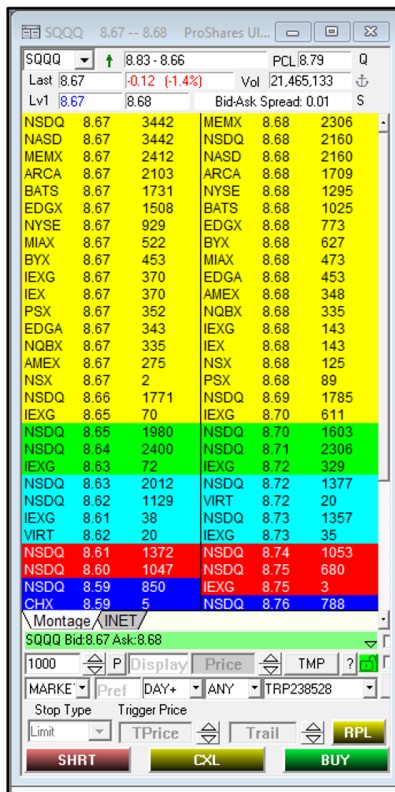 SQQQ 8.67 -- 8.68 ProShares Ul...
SQQQ 8.83 - 8.66 PCL 8.79 Q
Last 8.67 -0.12 (-1.4%) Vol 21,465,133
Lv1 8.67 8.68 Bid-Ask Spread: 0.01 S
NSDQ 8.67 3442 MEMX 8.68 2306
NASD 8.67 3442 NSDQ 8.68 2160
MEMX 8.67 2412 NASD 8.68 2160
ARCA 8.67 2103 ARCA 8.68 1709
BATS 8.67 1731 NYSE 8.68 1295
EDGX 8.67 1508 BATS 8.68 1025
NYSE 8.67 929 EDGX 8.68 773
MIAX 8.67 522 BYX 8.68 627
BYX 8.67 453 MIAX 8.68 473
IEXG 8.67 370 EDGA 8.68 453
IEX 8.67 370 AMEX 8.68 348
PSX 8.67 352 NQBX 8.68 335
EDGA 8.67 343 IEXG 8.68 143
NQBX 8.67 335 IEX 8.68 143
AMEX 8.67 275 NSX 8.68 125
NSX 8.67 2 PSX 8.68 89
NSDQ 8.66 1771 NSDQ 8.69 1785
IEXG 8.65 70 IEXG 8.70 611
NSDQ 8.65 1980 NSDQ 8.70 1603
NSDQ 8.64 2400 NSDQ 8.71 2306
IEXG 8.63 72 IEXG 8.72 329
NSDQ 8.63 2012 NSDQ 8.72 1377
NSDQ 8.62 1129 VIRT 8.72 20
IEXG 8.61 38 NSDQ 8.73 1357
VIRT 8.62 20 IEXG 8.73 35
NSDQ 8.61 1372 NSDQ 8.74 1053
NSDQ 8.60 1047 NSDQ 8.75 680
NSDQ 8.59 850 IEXG 8.75 3
CHX 8.59 5 NSDQ 8.76 788
Montage INET
SQQQ Bid:8.67 Ask:8.68
1000 P Display Price TMP ?
MARKE Pref DAY+ ANY TRP238528
Stop Type Trigger Price
Limit TPrice Trail RPL
SHRT CXL BUY